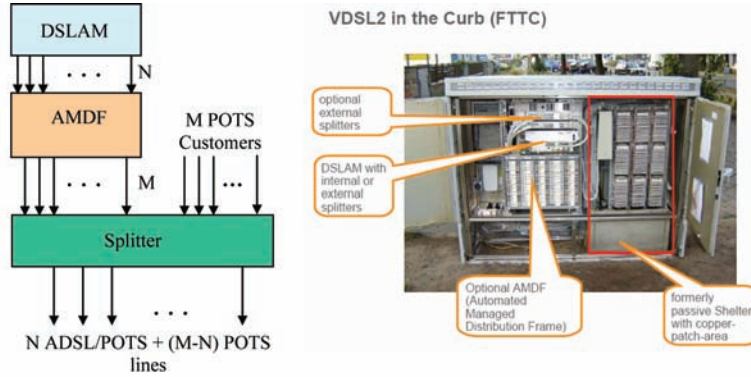 DSLAM
N
AMDF
M POTS
Customers
M
Splitter
N ADSL/POTS + (M-N) POTS
lines
VDSL2 in the Curb (FTTC)
optional
external
splitters
DSLAM with
internal or
external
splitters
Optional AMDF
(Automated
Managed
Distribution Frame)
formerly
passive Shelter
with copper-
patch-area